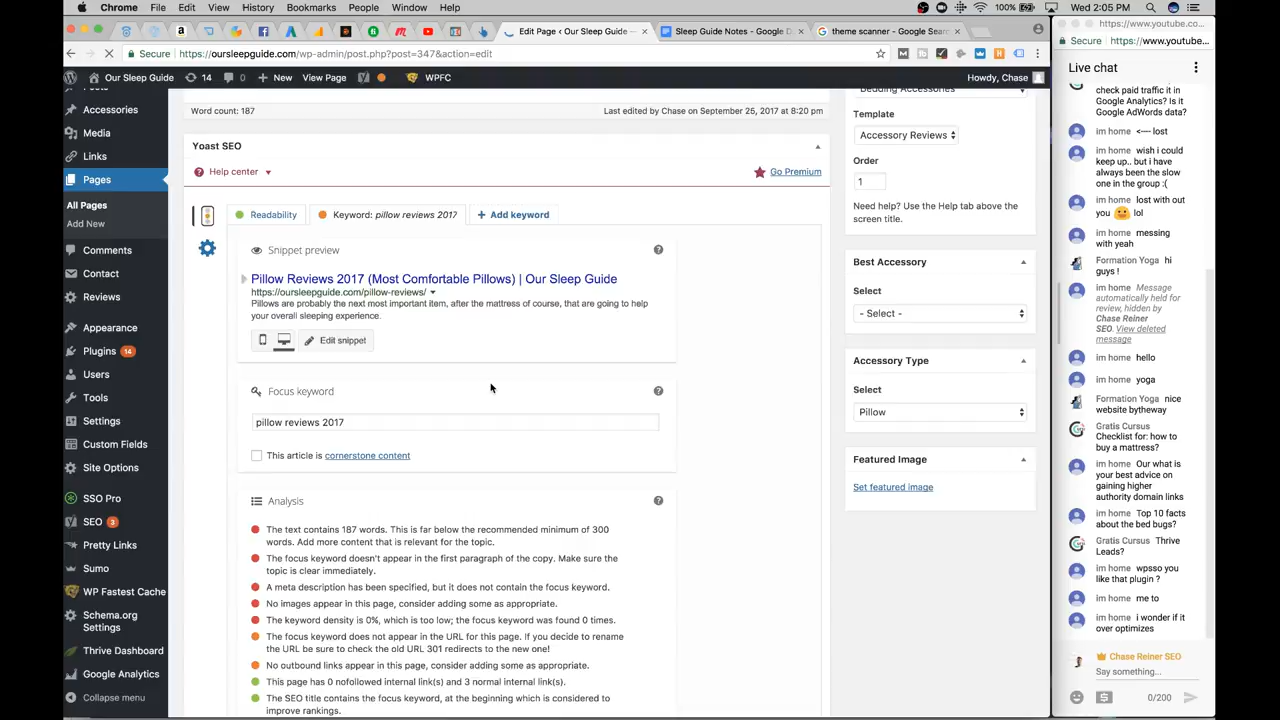 Chrome File Edit View History Bookmarks People Window Help
100% Wed 2:05 PM
Edit Page ‹ Our Sleep Guide —
Sleep Guide Notes - Google D
theme scanner - Google Sear
Secure https://oursleepguide.com/wp-admin/post.php?post=347&action=edit
Our Sleep Guide 14 0 New View Page WPFC Howdy, Chase
Posts
Accessories
Media
Links
Pages
All Pages
Add New
Comments
Contact
Reviews
Appearance
Plugins 14
Users
Tools
Settings
Custom Fields
Site Options
SSO Pro
SEO 3
Pretty Links
Sumo
WP Fastest Cache
Schema.org
Settings
Thrive Dashboard
Google Analytics
Collapse menu
Word count: 187 Last edited by Chase on September 25, 2017 at 8:20 pm
Yoast SEO
Help center Go Premium
Readability Keyword: pillow reviews 2017 + Add keyword
Snippet preview
Pillow Reviews 2017 (Most Comfortable Pillows) | Our Sleep Guide
https://oursleepguide.com/pillow-reviews/
Pillows are probably the next most important item, after the mattress of course, that are going to help
your overall sleeping experience.
Edit snippet
Focus keyword
pillow reviews 2017
This article is cornerstone content
Analysis
The text contains 187 words. This is far below the recommended minimum of 300
words. Add more content that is relevant for the topic.
The focus keyword doesn't appear in the first paragraph of the copy. Make sure the
topic is clear immediately.
A meta description has been specified, but it does not contain the focus keyword.
No images appear in this page, consider adding some as appropriate.
The keyword density is 0%, which is too low; the focus keyword was found 0 times.
The focus keyword does not appear in the URL for this page. If you decide to rename
the URL be sure to check the old URL 301 redirects to the new one!
No outbound links appear in this page, consider adding some as appropriate.
This page has 0 nofollowed internal link(s) and 3 normal internal link(s).
The SEO title contains the focus keyword, at the beginning which is considered to
improve rankings.
Bedding Accessories
Template
Accessory Reviews
Order
1
Need help? Use the Help tab above the
screen title.
Best Accessory
Select
- Select -
Accessory Type
Select
Pillow
Featured Image
Set featured image
https://www.youtube.co...
Secure https://www.youtube...
Live chat
check paid traffic it in
Google Analytics? Is it
Google AdWords data?
im home <---- lost
im home wish i could
keep up.. but i have
always been the slow
one in the group :(
im home lost with out
you lol
im home messing
with yeah
Formation Yoga hi
guys !
Message
automatically held for
review, hidden by
Chase Reiner
SEO. View deleted
message
im home hello
im home yoga
Formation Yoga nice
website bytheway
Gratis Cursus
Checklist for: how to
buy a mattress?
im home Our what is
your best advice on
gaining higher
authority domain links
im home Top 10 facts
about the bed bugs?
Gratis Cursus Thrive
Leads?
im home wpsso you
like that plugin ?
im home me to
im home i wonder if it
over optimizes
Chase Reiner SEO
Say something...
0/200